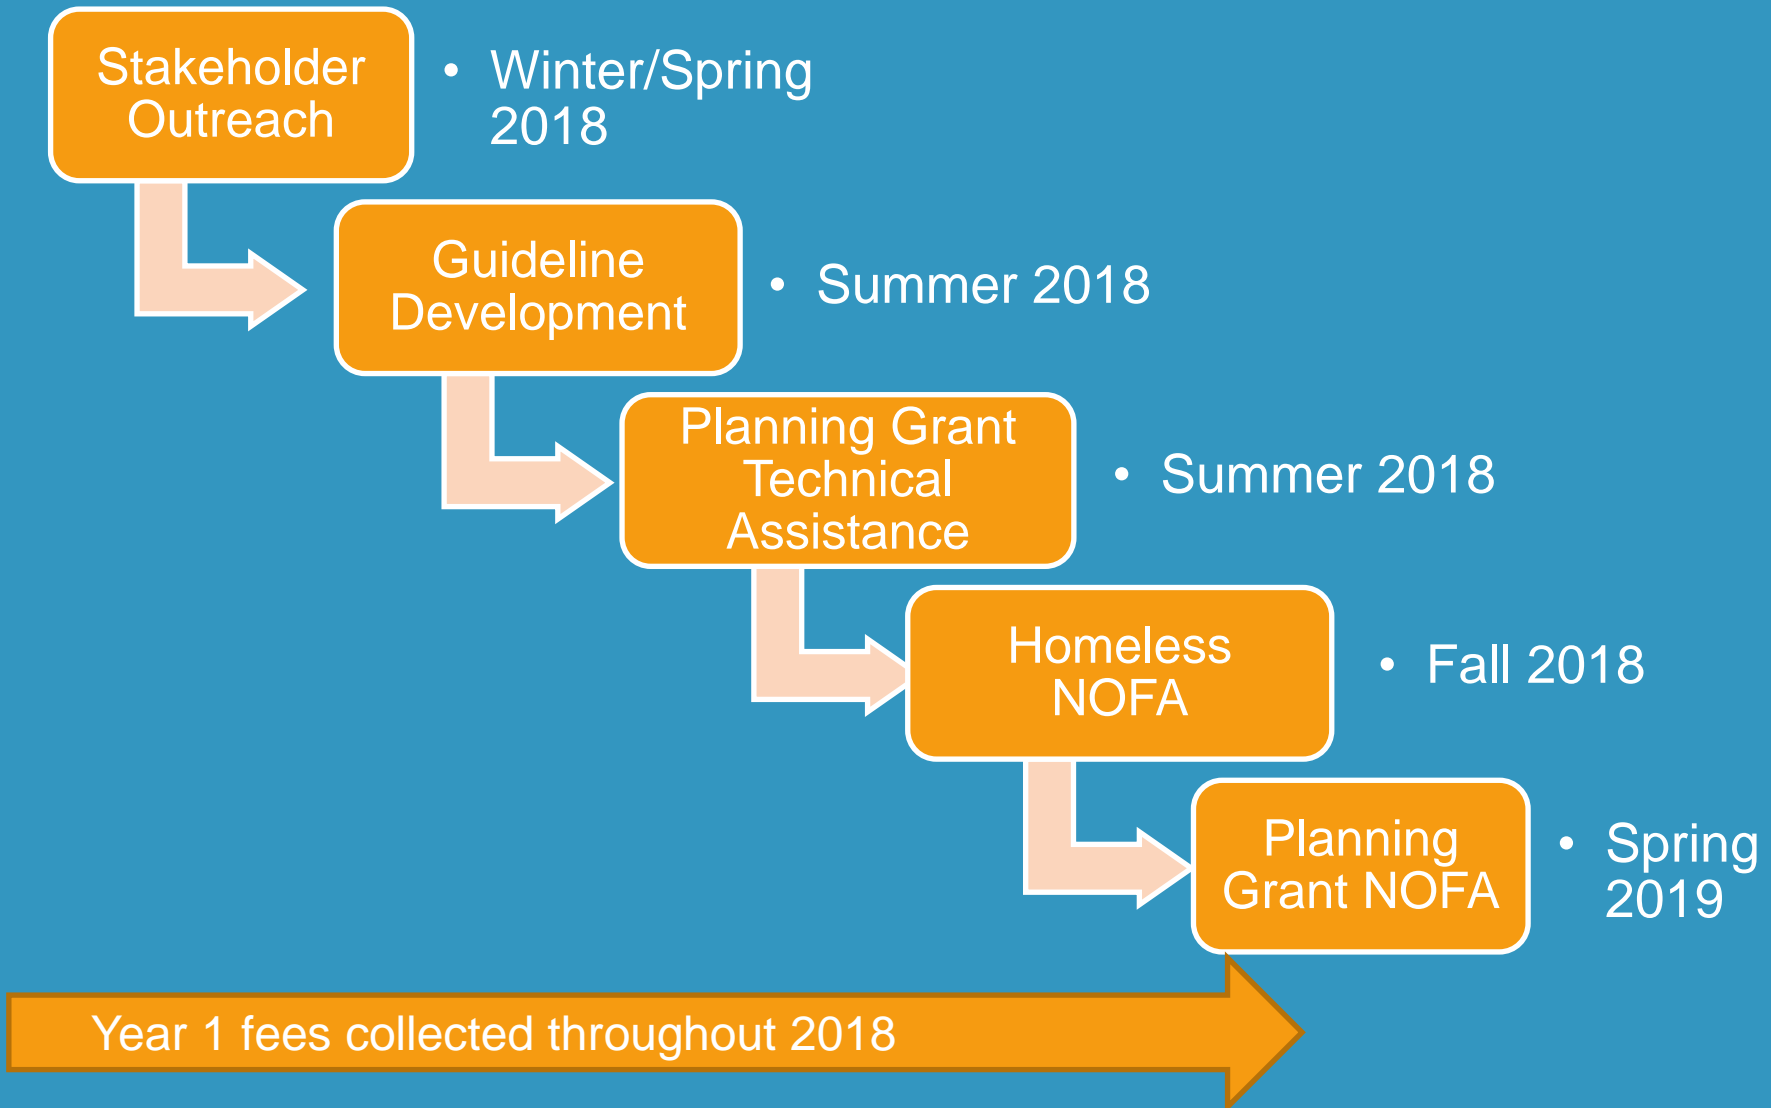 Stakeholder
Outreach
• Winter/Spring
2018
Guideline
Development
• Summer 2018
Planning Grant
Technical
Assistance
• Summer 2018
Homeless
NOFA
• Fall 2018
Planning
Grant NOFA
• Spring
2019
Year 1 fees collected throughout 2018